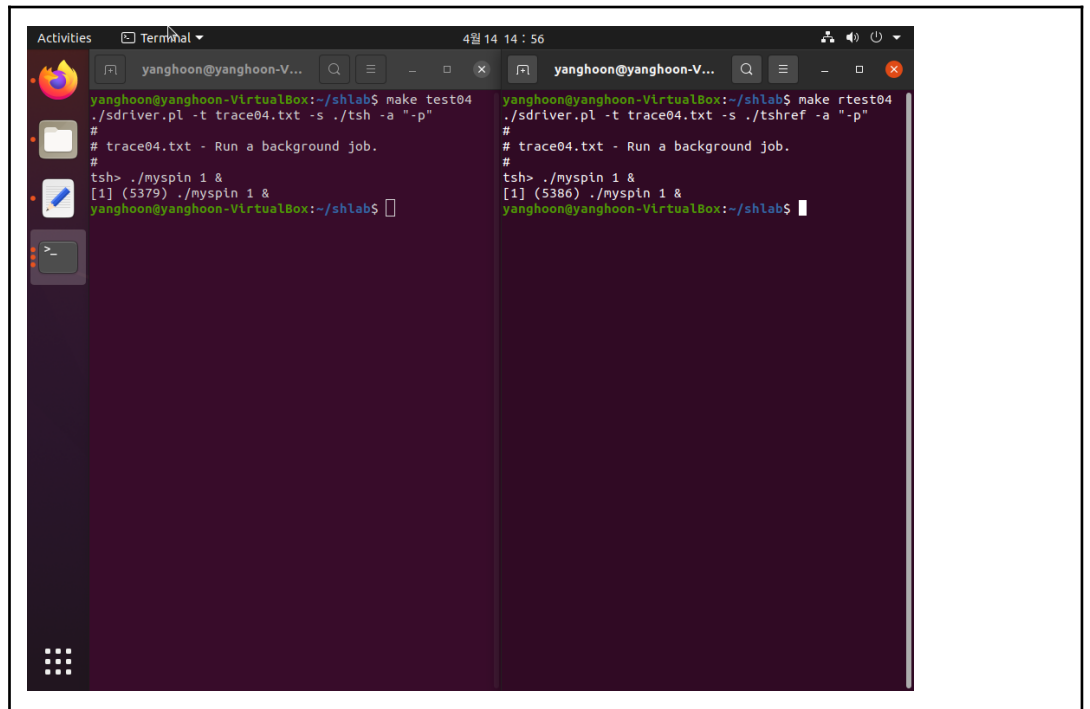 Activities
Terminal
4월 14 14 : 56
yanghoon@yanghoon-V...
yanghoon@yanghoon-VirtualBox:~/shlab$ make test04
./sdriver.pl -t trace04.txt -s ./tsh -a "-p"
#
# trace04.txt - Run a background job.
#
tsh> ./myspin 1 &
[1] (5379) ./myspin 1 &
yanghoon@yanghoon-VirtualBox:~/shlab$
yanghoon@yanghoon-V...
yanghoon@yanghoon-VirtualBox:~/shlab$ make rtest04
./sdriver.pl -t trace04.txt -s ./tshref -a "-p"
#
# trace04.txt - Run a background job.
#
tsh> ./myspin 1 &
[1] (5386) ./myspin 1 &
yanghoon@yanghoon-VirtualBox:~/shlab$